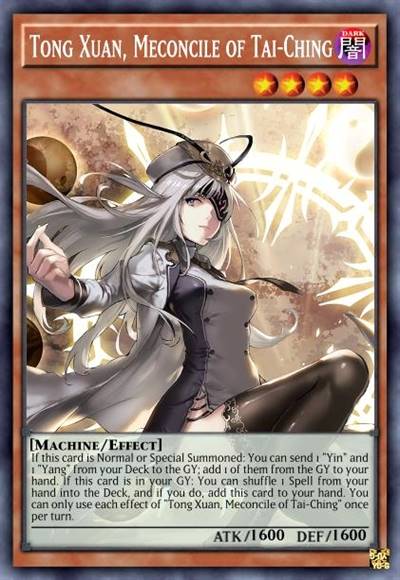 Tong Xuan, Meconcile of Tai-Ching
DARK
闇
[Machine/Effect]
If this card is Normal or Special Summoned: You can send 1 "Yin" and
1 "Yang" from your Deck to the GY; add 1 of them from the GY to your
hand. If this card is in your GY: You can shuffle 1 Spell from your
hand into the Deck, and if you do, add this card to your hand. You
can only use each effect of "Tong Xuan, Meconcile of Tai-Ching" once
per turn.
ATK/1600 DEF/1600